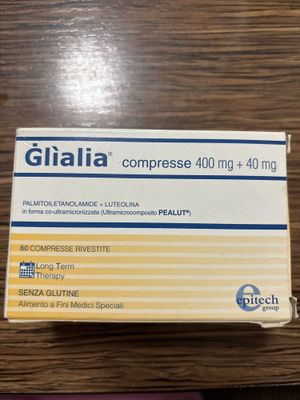 Glialia® compresse 400 mg + 40 mg
PALMITOILETANOLAMIDE + LUTEOLINA
in forma co-ultramicronizzata (Ultramicrocomposito PEALUT®)
60 COMPRESSE RIVESTITE
Long Term
Therapy
SENZA GLUTINE
Alimento a Fini Medici Speciali
epitech
group